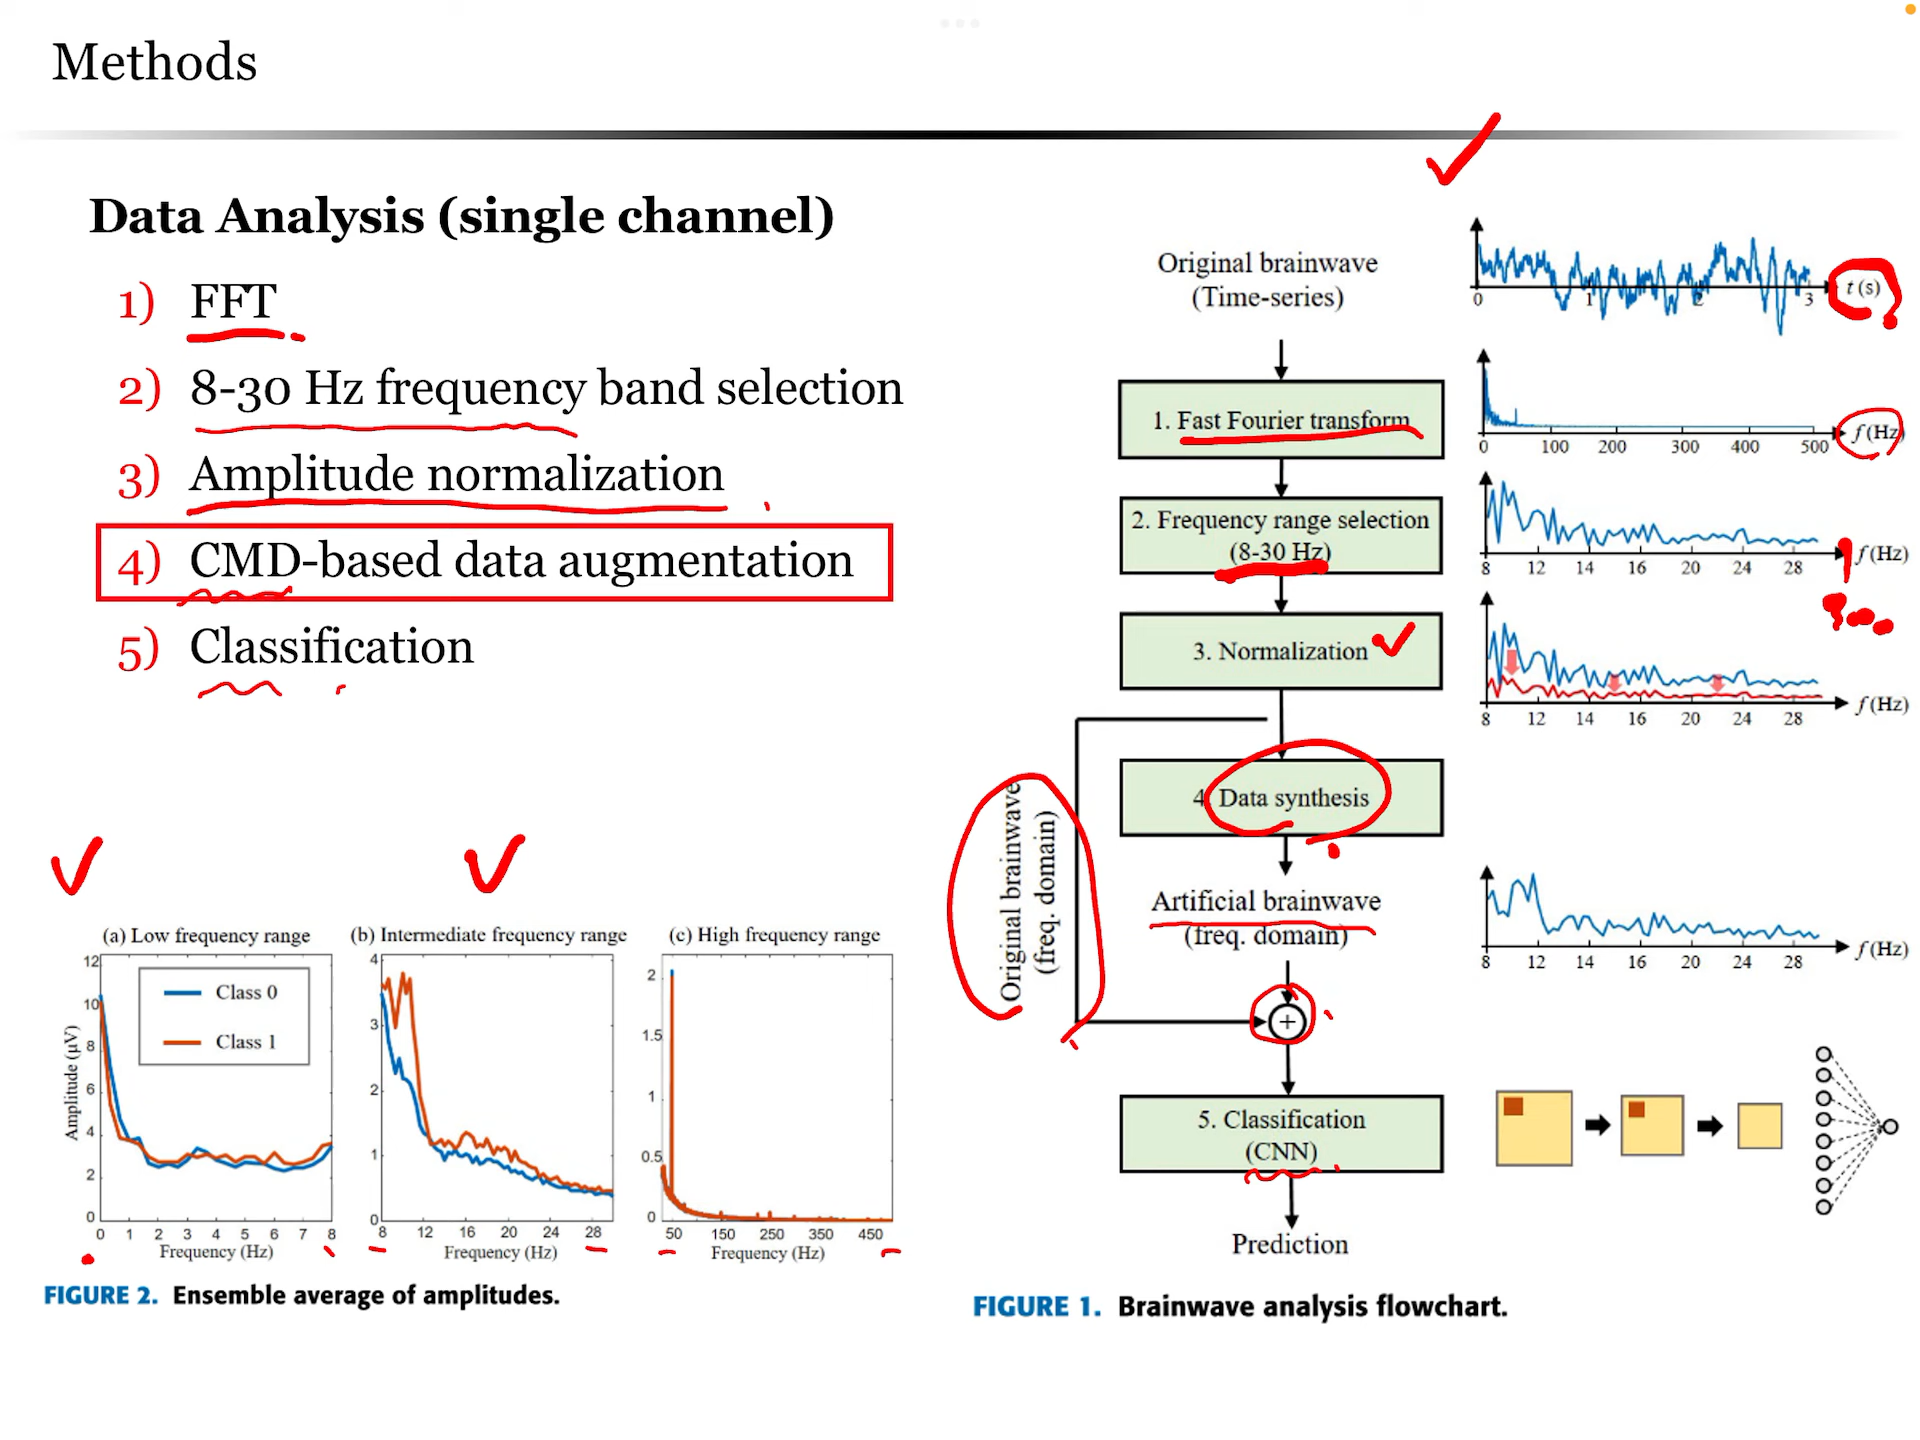 Methods
Data Analysis (single channel)
1) FFT
2) 8-30 Hz frequency band selection
3) Amplitude normalization
4) CMD-based data augmentation
5) Classification
(a) Low frequency range
12
10
8
6
4
2
0
Amplitude (μV)
Class 0
Class 1
0 1 2 3 4 5 6 7 8
Frequency (Hz)
(b) Intermediate frequency range
4
3
2
1
0
8 12 16 20 24 28
Frequency (Hz)
(c) High frequency range
2
1.5
1
0.5
0
50 150 250 350 450
Frequency (Hz)
FIGURE 2. Ensemble average of amplitudes.
Original brainwave
(Time-series)
0 1 2 3 t (s)
1. Fast Fourier transform
0 100 200 300 400 500 f (Hz)
2. Frequency range selection
(8-30 Hz)
8 12 14 16 20 24 28 f (Hz)
3. Normalization
8 12 14 16 20 24 28 f (Hz)
4. Data synthesis
Original brainwave
(freq. domain)
Artificial brainwave
(freq. domain)
8 12 14 16 20 24 28 f (Hz)
+
5. Classification
(CNN)
Prediction
FIGURE 1. Brainwave analysis flowchart.